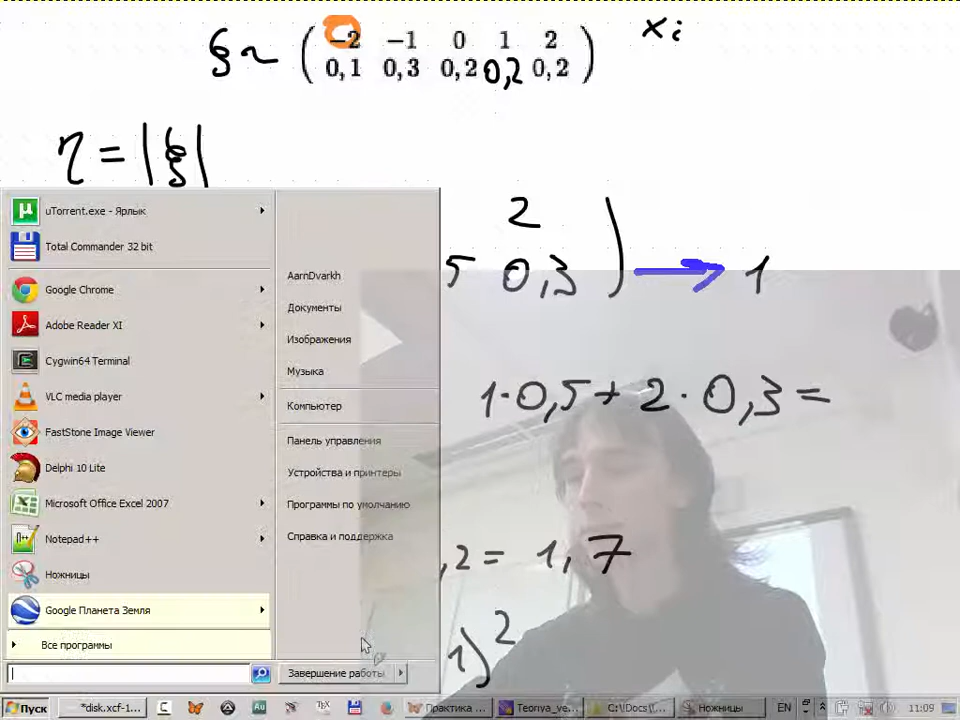 ξ ~ ( -2 -1 0 1 2
0,1 0,3 0,2 0,2 0,2 )
x i
η = |ξ|
2
5 0,3 ) → 1
1·0,5 + 2·0,3 =
,2 = 1,7
1)²
uTorrent.exe - Ярлык
Total Commander 32 bit
Google Chrome
Adobe Reader XI
Cygwin64 Terminal
VLC media player
FastStone Image Viewer
Delphi 10 Lite
Microsoft Office Excel 2007
Notepad++
Ножницы
Google Планета Земля
Все программы
AarnDvarkh
Документы
Изображения
Музыка
Компьютер
Панель управления
Устройства и принтеры
Программы по умолчанию
Справка и поддержка
Завершение работы
Пуск *disk.xcf-1... Практика ... Teoriya_ve... C:\!Docs\(... Ножницы EN 11:09